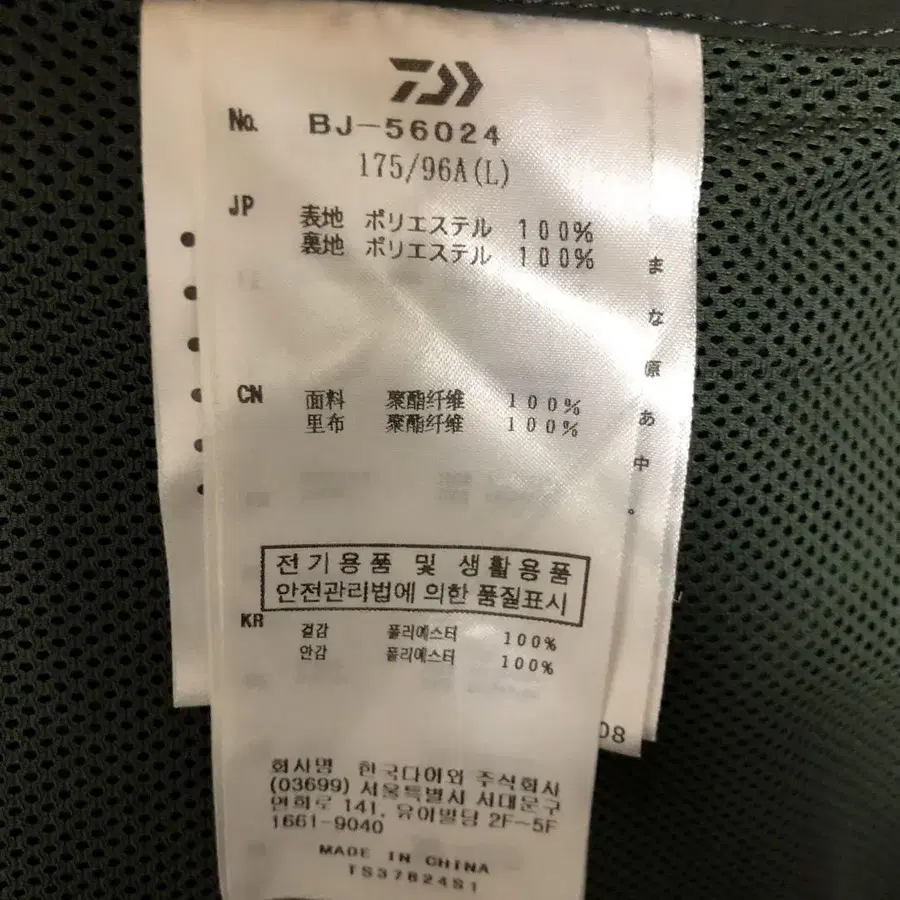 No. BJ-56024
175/96A(L)
JP
表地 ポリエステル 100%
裏地 ポリエステル 100%
CN
面料 聚酯纤维 100%
里布 聚酯纤维 100%
전기용품 및 생활용품
안전관리법에 의한 품질표시
KR
겉감 폴리에스터 100%
안감 폴리에스터 100%
회사명 한국다이와 주식회사
(03699) 서울특별시 서대문구
연희로 141, 유이빌딩 2F-5F
1661-9040
MADE IN CHINA
TS37624S1
ま
な
原
あ
中
。
08